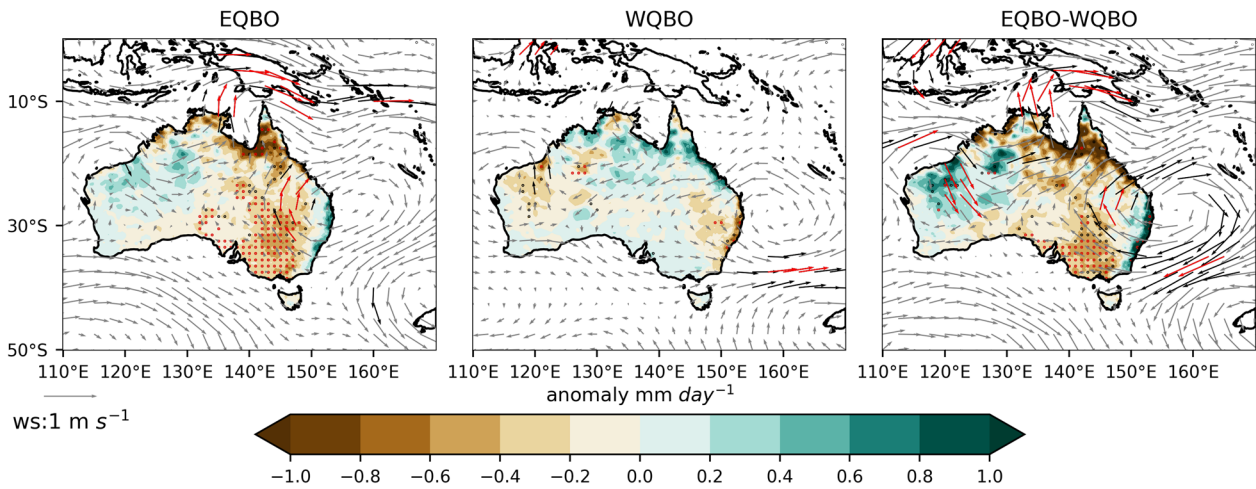 EQBO WQBO EQBO-WQBO
10°S
30°S
50°S
110°E 120°E 130°E 140°E 150°E 160°E 110°E 120°E 130°E 140°E 150°E 160°E 110°E 120°E 130°E 140°E 150°E 160°E
ws:1 m s⁻¹
anomaly mm day⁻¹
−1.0 −0.8 −0.6 −0.4 −0.2 0.0 0.2 0.4 0.6 0.8 1.0